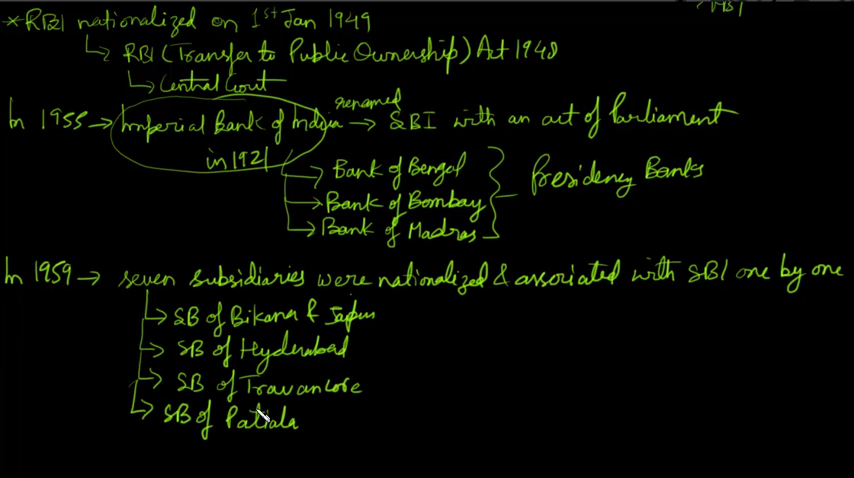 *RBI nationalized on 1st Jan 1949
RBI (Transfer to Public Ownership) Act 1948
Central Govt
In 1955 → Imperial Bank of India renamed → SBI with an act of Parliament
in 1921
Bank of Bengal
Bank of Bombay
Bank of Madras
Presidency Banks
In 1959 → seven subsidiaries were nationalized & associated with SBI one by one
SB of Bikaner & Jaipur
SB of Hyderabad
SB of Travancore
SB of Patiala